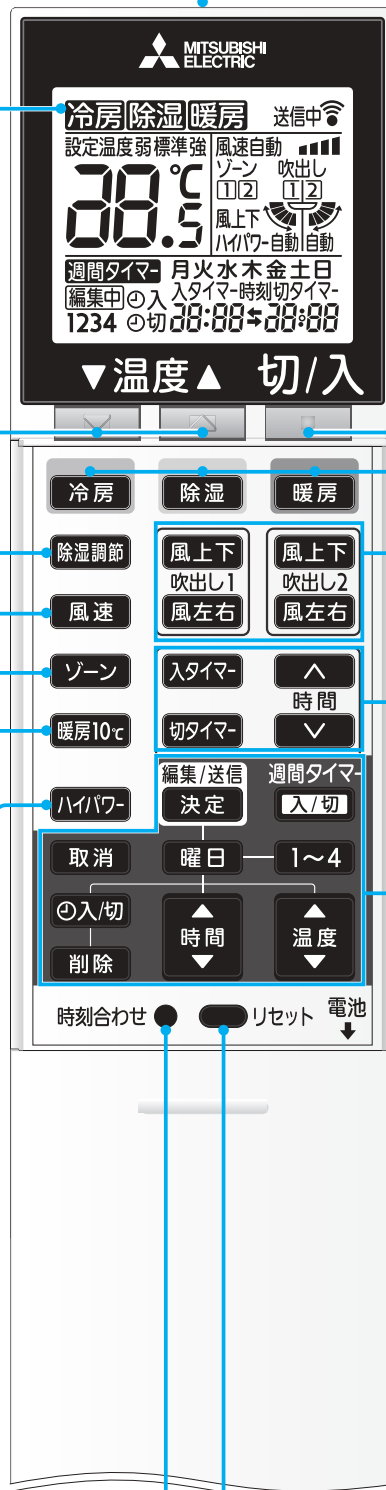 MITSUBISHI
ELECTRIC
冷房 除湿 暖房 送信中
設定温度弱標準強 風速自動
ゾーン 吹出し
1 2 1 2
88.5℃
風上下
ハイパワー自動 自動
週間タイマー 月火水木金土日
編集中 入 入タイマー時刻切タイマー
1234 切 88:88 88:88
▼温度▲ 切/入
冷房 除湿 暖房
除湿調節 風上下 風上下
吹出し1 吹出し2
風速 風左右 風左右
ゾーン 入タイマー ∧
時間
暖房10℃ 切タイマー ∨
編集/送信 週間タイマー
ハイパワー 決定 入/切
取消 曜日 1〜4
入/切 ▲ ▲
時間 温度
削除 ▼ ▼
時刻合わせ リセット 電池